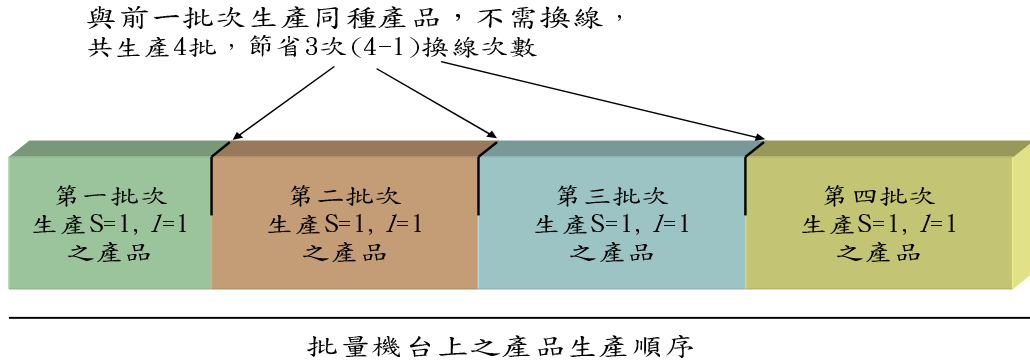 與前一批次生產同種產品，不需換線，
共生產4批，節省3次(4-1)換線次數
第一批次
生產S=1, I=1
之產品
第二批次
生產S=1, I=1
之產品
第三批次
生產S=1, I=1
之產品
第四批次
生產S=1, I=1
之產品
批量機台上之產品生產順序